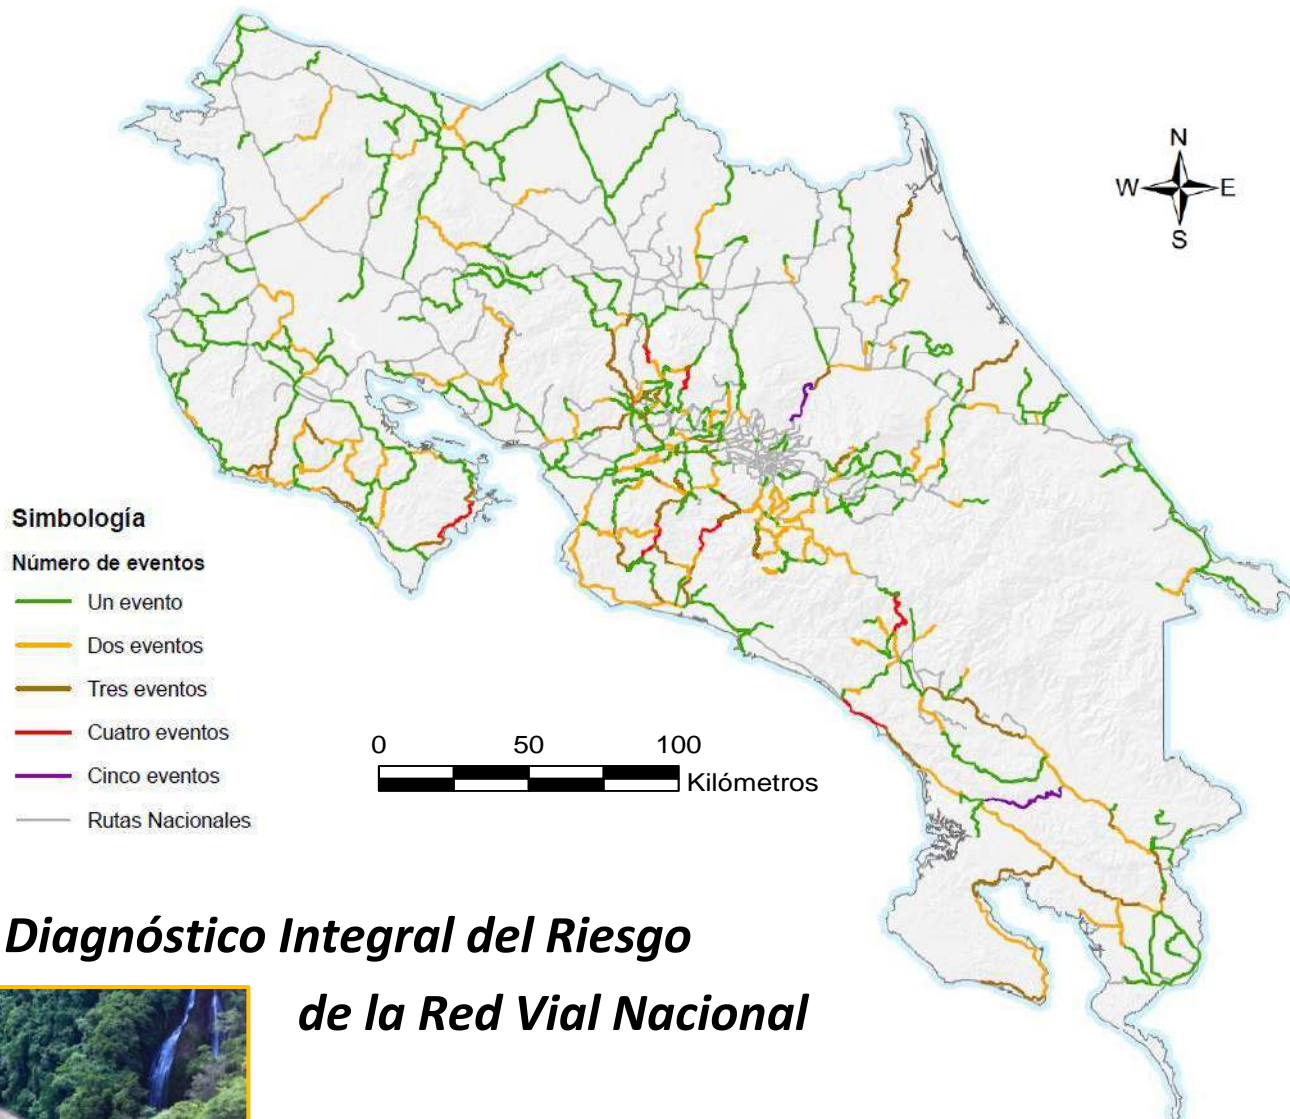 N
W E
S
Simbología
Número de eventos
Un evento
Dos eventos
Tres eventos
Cuatro eventos
Cinco eventos
Rutas Nacionales
0 50 100
Kilómetros
Diagnóstico Integral del Riesgo
de la Red Vial Nacional